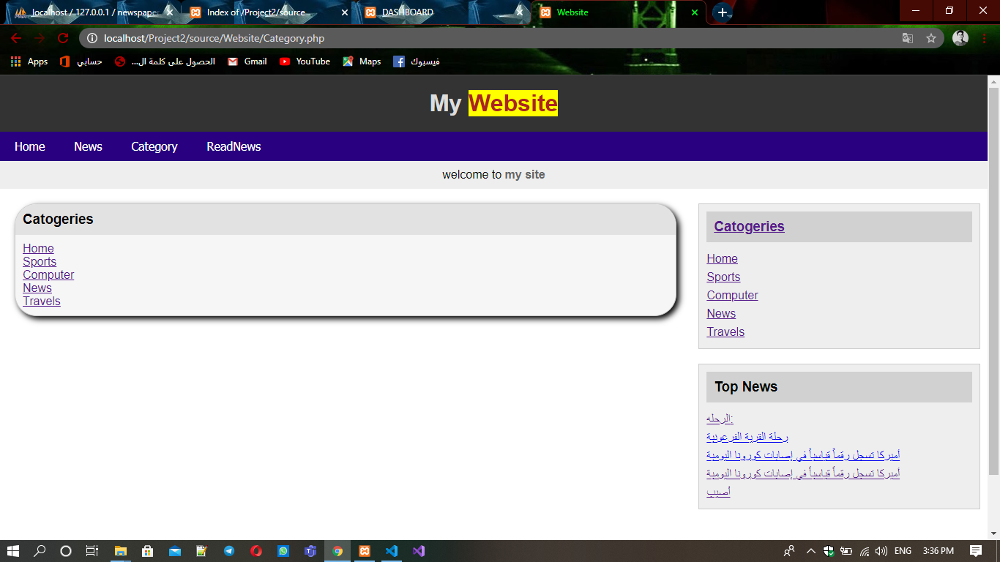 localhost / 127.0.0.1 / newspape
Index of /Project2/source
DASHBOARD
Website
localhost/Project2/source/Website/Category.php
Apps
حسابي
الحصول على كلمة ال...
Gmail
YouTube
Maps
فيسبوك
My Website
Home News Category ReadNews
welcome to my site
Catogeries
Home
Sports
Computer
News
Travels
Catogeries
Home
Sports
Computer
News
Travels
Top News
الرحله:
رحلة القرية الفرعونية
أميركا تسجل رقماً قياسياً في إصابات كورونا اليومية
أميركا تسجل رقماً قياسياً في إصابات كورونا اليومية
أصيب
ENG 3:36 PM